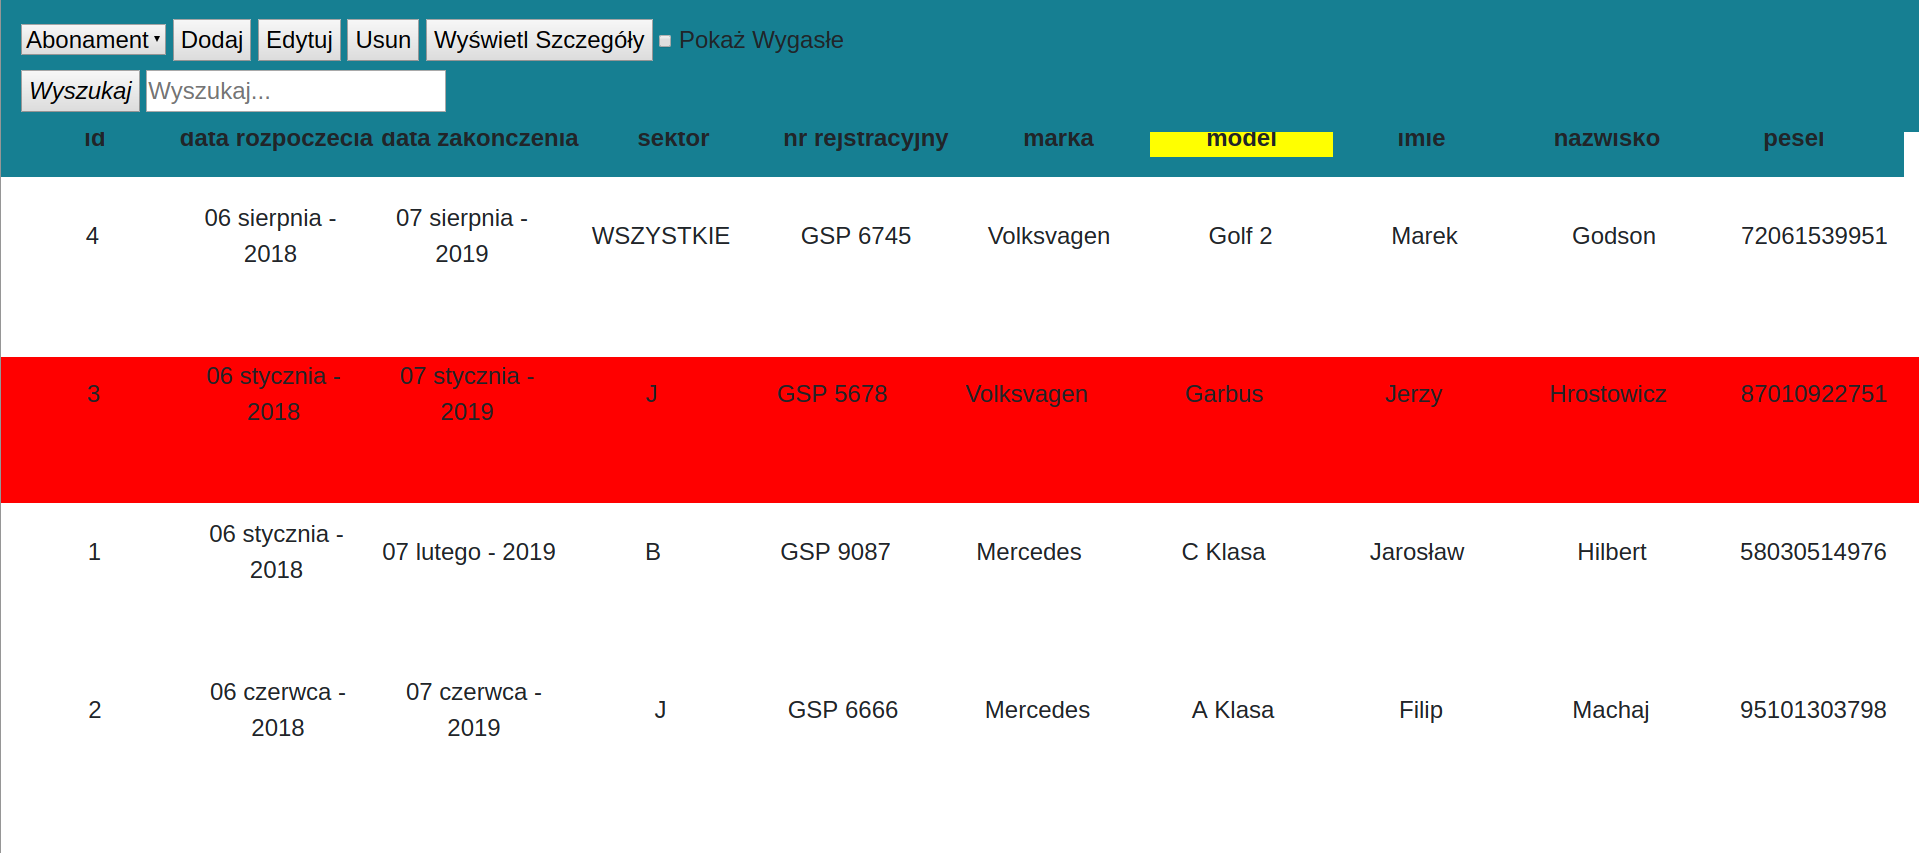 Abonament Dodaj Edytuj Usun Wyświetl Szczegóły Pokaż Wygasłe
Wyszukaj Wyszukaj...
id data rozpoczecia data zakonczenia sektor nr rejstracyjny marka model imie nazwisko pesel
4 06 sierpnia - 2018 07 sierpnia - 2019 WSZYSTKIE GSP 6745 Volksvagen Golf 2 Marek Godson 72061539951
3 06 stycznia - 2018 07 stycznia - 2019 J GSP 5678 Volksvagen Garbus Jerzy Hrostowicz 87010922751
1 06 stycznia - 2018 07 lutego - 2019 B GSP 9087 Mercedes C Klasa Jarosław Hilbert 58030514976
2 06 czerwca - 2018 07 czerwca - 2019 J GSP 6666 Mercedes A Klasa Filip Machaj 95101303798